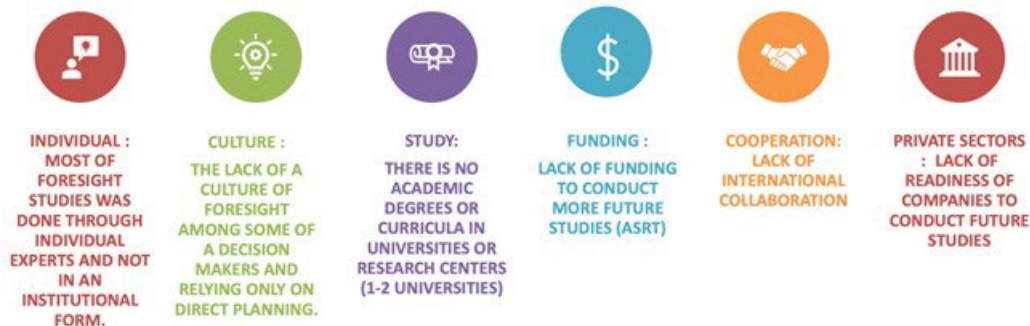 INDIVIDUAL :
MOST OF
FORESIGHT
STUDIES WAS
DONE THROUGH
INDIVIDUAL
EXPERTS AND NOT
IN AN
INSTITUTIONAL
FORM.
CULTURE :
THE LACK OF A
CULTURE OF
FORESIGHT
AMONG SOME OF
A DECISION
MAKERS AND
RELYING ONLY ON
DIRECT PLANNING.
STUDY:
THERE IS NO
ACADEMIC
DEGREES OR
CURRICULA IN
UNIVERSITIES OR
RESEARCH CENTERS
(1-2 UNIVERSITIES)
FUNDING :
LACK OF FUNDING
TO CONDUCT
MORE FUTURE
STUDIES (ASRT)
COOPERATION:
LACK OF
INTERNATIONAL
COLLABORATION
PRIVATE SECTORS
: LACK OF
READINESS OF
COMPANIES TO
CONDUCT FUTURE
STUDIES